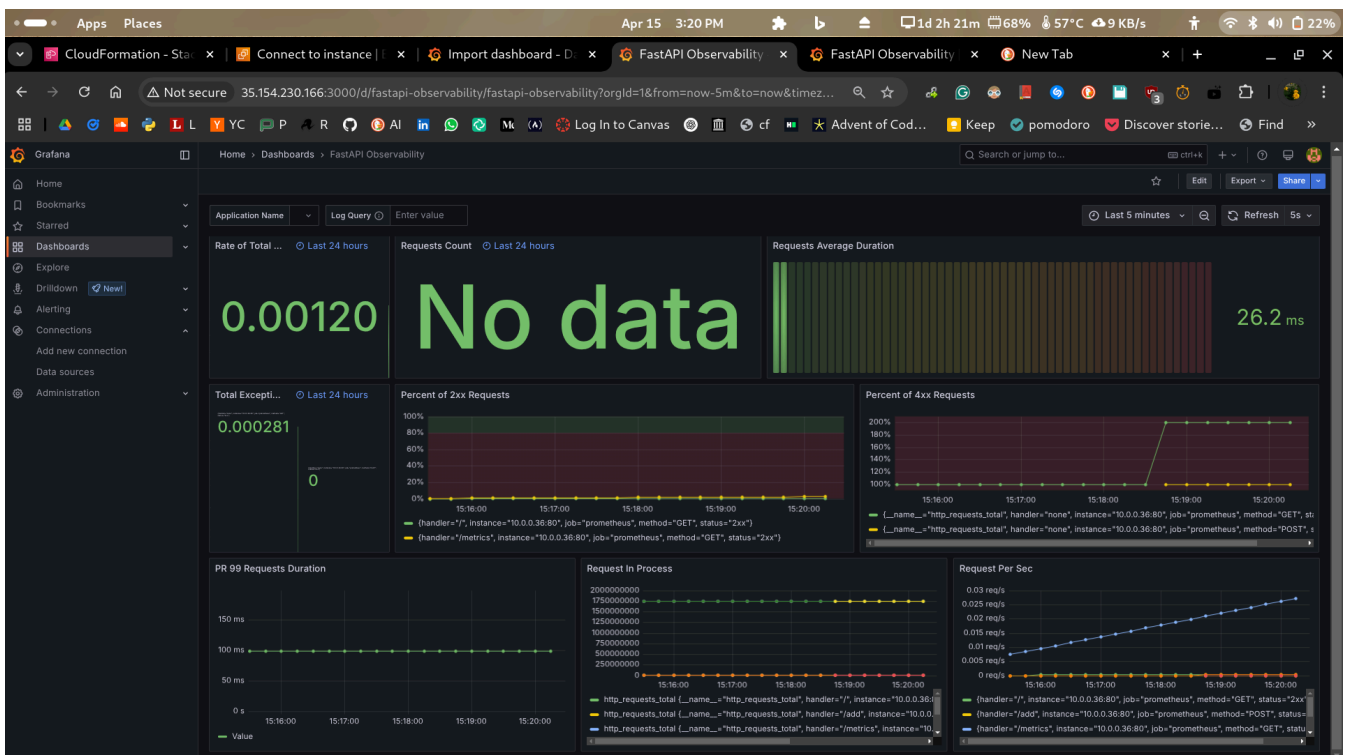 Apps Places Apr 15 3:20 PM 1d 2h 21m 68% 57°C 9 KB/s 22%
CloudFormation - Stac Connect to instance | E Import dashboard - Da FastAPI Observability FastAPI Observability New Tab
Not secure 35.154.230.166:3000/d/fastapi-observability/fastapi-observability?orgId=1&from=now-5m&to=now&timez...
L YC P R AI Log In to Canvas cf Advent of Cod... Keep pomodoro Discover storie... Find »
Grafana Home › Dashboards › FastAPI Observability Search or jump to... ctrl+k
Home
Bookmarks
Starred
Dashboards
Explore
Drilldown New!
Alerting
Connections
Add new connection
Data sources
Administration
Edit Export Share
Application Name Log Query Enter value Last 5 minutes Refresh 5s
Rate of Total ... Last 24 hours
0.00120
Requests Count Last 24 hours
No data
Requests Average Duration
26.2 ms
Total Excepti... Last 24 hours
0.000281
0
Percent of 2xx Requests
100%
80%
60%
40%
20%
0%
15:16:00 15:17:00 15:18:00 15:19:00 15:20:00
{handler="/", instance="10.0.0.36:80", job="prometheus", method="GET", status="2xx"}
{handler="/metrics", instance="10.0.0.36:80", job="prometheus", method="GET", status="2xx"}
Percent of 4xx Requests
200%
180%
160%
140%
120%
100%
15:16:00 15:17:00 15:18:00 15:19:00 15:20:00
{__name__="http_requests_total", handler="none", instance="10.0.0.36:80", job="prometheus", method="GET", st
{__name__="http_requests_total", handler="none", instance="10.0.0.36:80", job="prometheus", method="POST", s
PR 99 Requests Duration
150 ms
100 ms
50 ms
0 s
15:16:00 15:17:00 15:18:00 15:19:00 15:20:00
Value
Request In Process
2000000000
1750000000
1500000000
1250000000
1000000000
750000000
500000000
250000000
0
15:16:00 15:17:00 15:18:00 15:19:00 15:20:00
http_requests_total {__name__="http_requests_total", handler="/", instance="10.0.0.36:
http_requests_total {__name__="http_requests_total", handler="/add", instance="10.0.0.
http_requests_total {__name__="http_requests_total", handler="/metrics", instance="10.
Request Per Sec
0.03 req/s
0.025 req/s
0.02 req/s
0.015 req/s
0.01 req/s
0.005 req/s
0 req/s
15:16:00 15:17:00 15:18:00 15:19:00 15:20:00
{handler="/", instance="10.0.0.36:80", job="prometheus", method="GET", status="2xx"
{handler="/add", instance="10.0.0.36:80", job="prometheus", method="POST", status=
{handler="/metrics", instance="10.0.0.36:80", job="prometheus", method="GET", statu